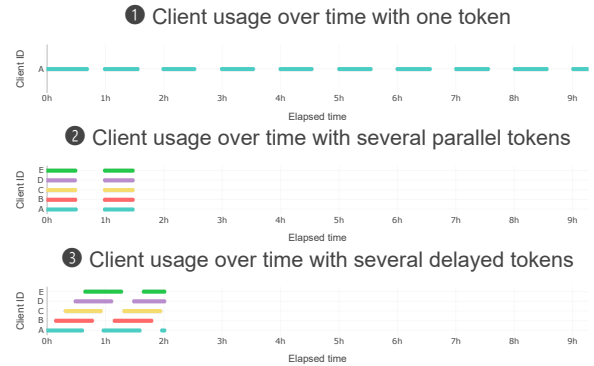 ❶ Client usage over time with one token
Client ID
A
0h 1h 2h 3h 4h 5h 6h 7h 8h 9h
Elapsed time
❷ Client usage over time with several parallel tokens
Client ID
E
D
C
B
A
0h 1h 2h 3h 4h 5h 6h 7h 8h 9h
Elapsed time
❸ Client usage over time with several delayed tokens
Client ID
E
D
C
B
A
0h 1h 2h 3h 4h 5h 6h 7h 8h 9h
Elapsed time